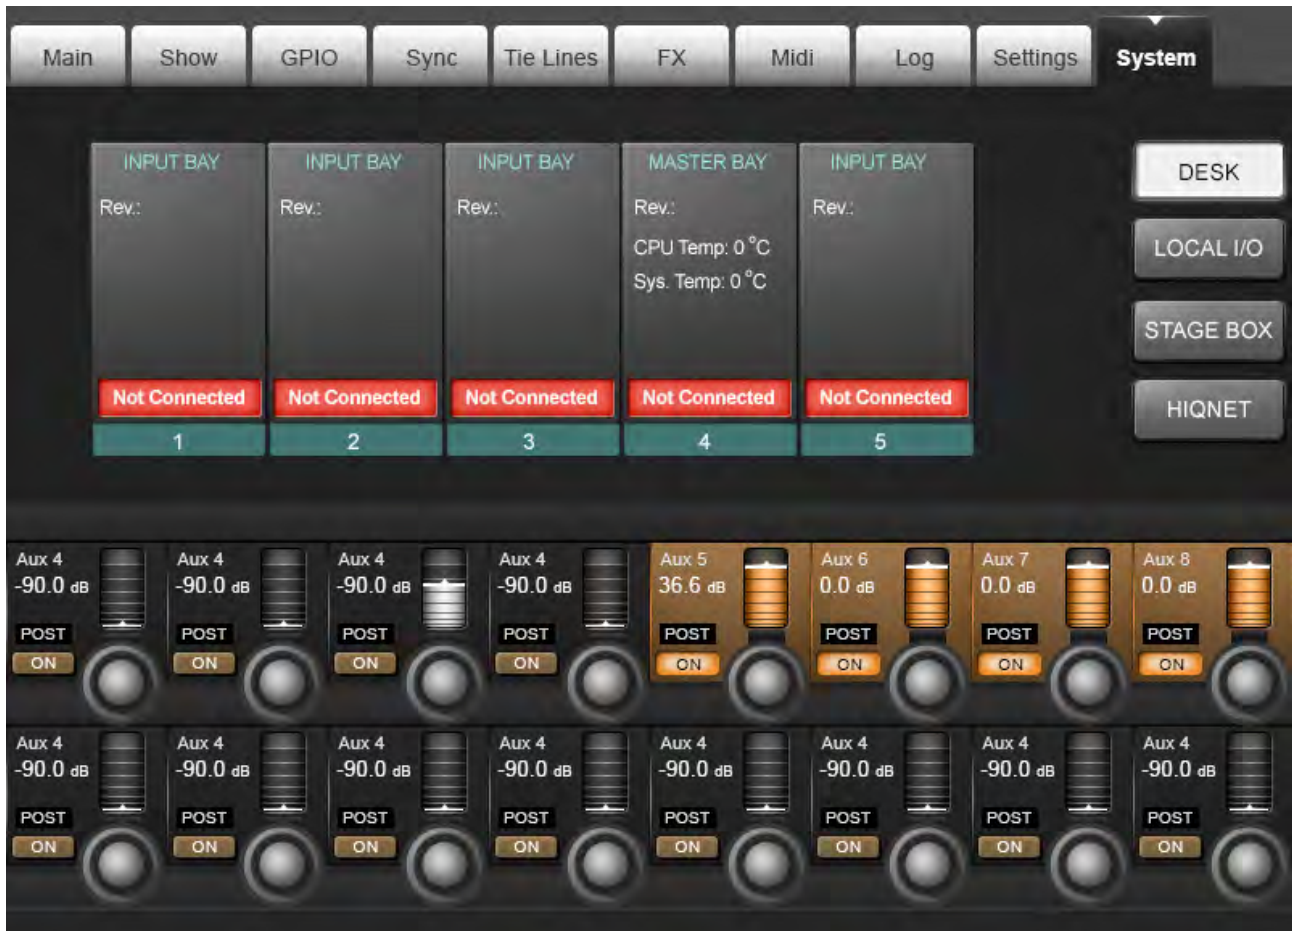 Main Show GPIO Sync Tie Lines FX Midi Log Settings System
INPUT BAY INPUT BAY INPUT BAY MASTER BAY INPUT BAY
DESK
Rev.: Rev.: Rev.: Rev.: Rev.:
CPU Temp: 0 °C
LOCAL I/O
Sys. Temp: 0 °C
STAGE BOX
Not Connected Not Connected Not Connected Not Connected Not Connected
HIQNET
1 2 3 4 5
Aux 4 Aux 4 Aux 4 Aux 4 Aux 5 Aux 6 Aux 7 Aux 8
-90.0 dB -90.0 dB -90.0 dB -90.0 dB 36.6 dB 0.0 dB 0.0 dB 0.0 dB
POST POST POST POST POST POST POST POST
ON ON ON ON ON ON ON ON
Aux 4 Aux 4 Aux 4 Aux 4 Aux 4 Aux 4 Aux 4 Aux 4
-90.0 dB -90.0 dB -90.0 dB -90.0 dB -90.0 dB -90.0 dB -90.0 dB -90.0 dB
POST POST POST POST POST POST POST POST
ON ON ON ON ON ON ON ON